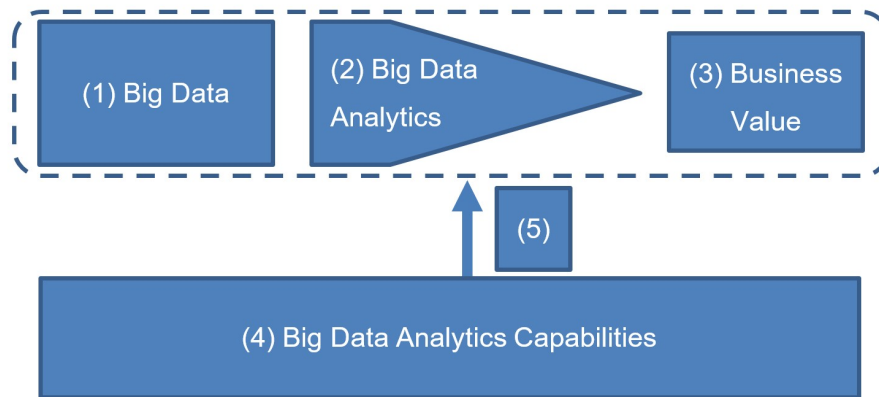 (1) Big Data
(2) Big Data
Analytics
(3) Business
Value
(5)
(4) Big Data Analytics Capabilities